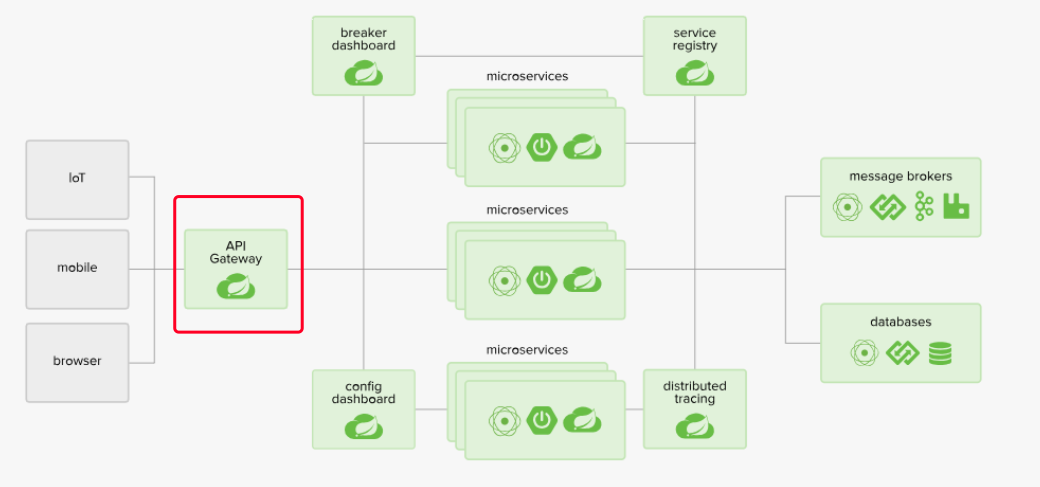 breaker
dashboard
service
registry
microservices
IoT
message brokers
microservices
API
Gateway
mobile
databases
microservices
browser
config
dashboard
distributed
tracing